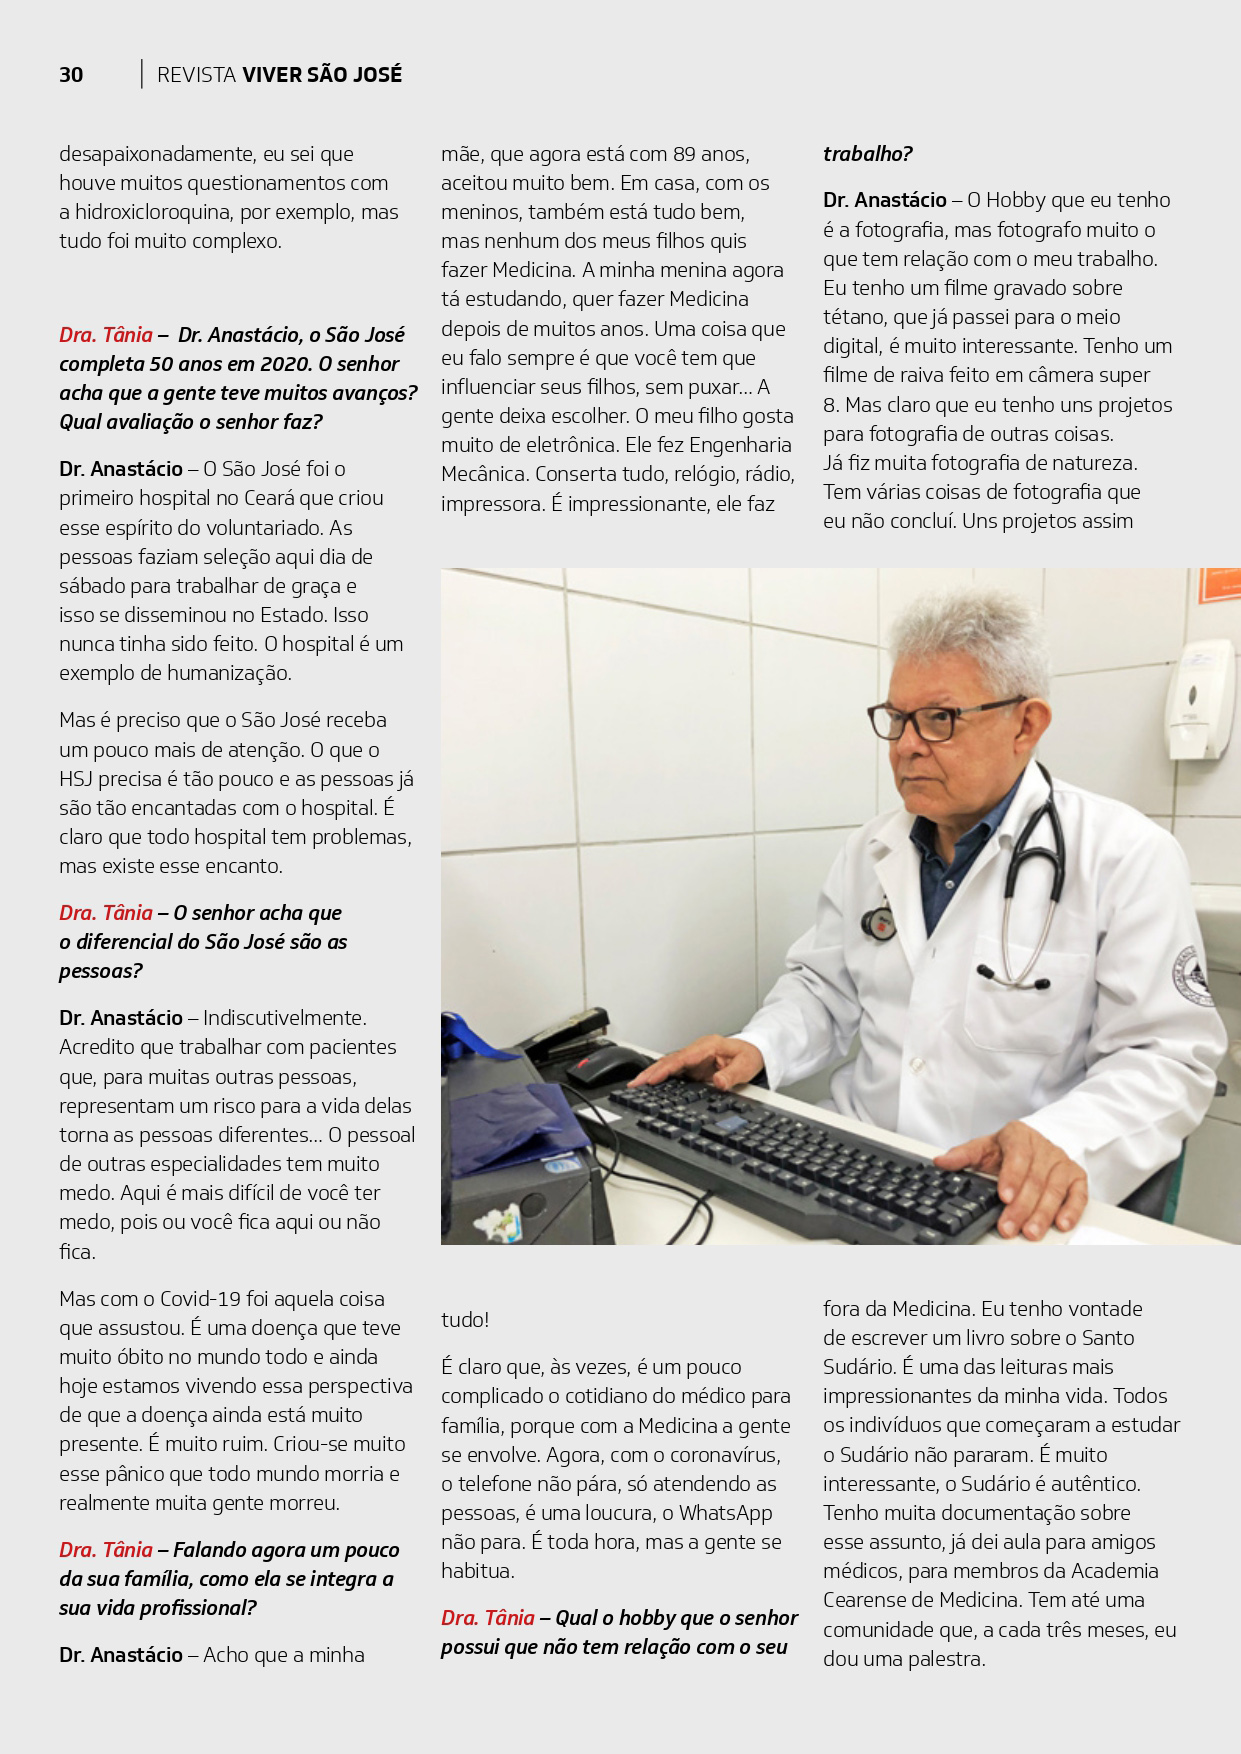 30
REVISTA VIVER SÃO JOSÉ
desapaixonadamente, eu sei que
houve muitos questionamentos com
a hidroxicloroquina, por exemplo, mas
tudo foi muito complexo.
Dra. Tânia – Dr. Anastácio, o São José
completa 50 anos em 2020. O senhor
acha que a gente teve muitos avanços?
Qual avaliação o senhor faz?
Dr. Anastácio – O São José foi o
primeiro hospital no Ceará que criou
esse espírito do voluntariado. As
pessoas faziam seleção aqui dia de
sábado para trabalhar de graça e
isso se disseminou no Estado. Isso
nunca tinha sido feito. O hospital é um
exemplo de humanização.
Mas é preciso que o São José receba
um pouco mais de atenção. O que o
HSJ precisa é tão pouco e as pessoas já
são tão encantadas com o hospital. É
claro que todo hospital tem problemas,
mas existe esse encanto.
Dra. Tânia – O senhor acha que
o diferencial do São José são as
pessoas?
Dr. Anastácio – Indiscutivelmente.
Acredito que trabalhar com pacientes
que, para muitas outras pessoas,
representam um risco para a vida delas
torna as pessoas diferentes... O pessoal
de outras especialidades tem muito
medo. Aqui é mais difícil de você ter
medo, pois ou você fica aqui ou não
fica.
Mas com o Covid-19 foi aquela coisa
que assustou. É uma doença que teve
muito óbito no mundo todo e ainda
hoje estamos vivendo essa perspectiva
de que a doença ainda está muito
presente. É muito ruim. Criou-se muito
esse pânico que todo mundo morria e
realmente muita gente morreu.
Dra. Tânia – Falando agora um pouco
da sua família, como ela se integra a
sua vida profissional?
Dr. Anastácio – Acho que a minha
mãe, que agora está com 89 anos,
aceitou muito bem. Em casa, com os
meninos, também está tudo bem,
mas nenhum dos meus filhos quis
fazer Medicina. A minha menina agora
tá estudando, quer fazer Medicina
depois de muitos anos. Uma coisa que
eu falo sempre é que você tem que
influenciar seus filhos, sem puxar... A
gente deixa escolher. O meu filho gosta
muito de eletrônica. Ele fez Engenharia
Mecânica. Conserta tudo, relógio, rádio,
impressora. É impressionante, ele faz
tudo!
É claro que, às vezes, é um pouco
complicado o cotidiano do médico para
família, porque com a Medicina a gente
se envolve. Agora, com o coronavírus,
o telefone não pára, só atendendo as
pessoas, é uma loucura, o WhatsApp
não para. É toda hora, mas a gente se
habitua.
Dra. Tânia – Qual o hobby que o senhor
possui que não tem relação com o seu
trabalho?
Dr. Anastácio – O Hobby que eu tenho
é a fotografia, mas fotografo muito o
que tem relação com o meu trabalho.
Eu tenho um filme gravado sobre
tétano, que já passei para o meio
digital, é muito interessante. Tenho um
filme de raiva feito em câmera super
8. Mas claro que eu tenho uns projetos
para fotografia de outras coisas.
Já fiz muita fotografia de natureza.
Tem várias coisas de fotografia que
eu não concluí. Uns projetos assim
fora da Medicina. Eu tenho vontade
de escrever um livro sobre o Santo
Sudário. É uma das leituras mais
impressionantes da minha vida. Todos
os indivíduos que começaram a estudar
o Sudário não pararam. É muito
interessante, o Sudário é autêntico.
Tenho muita documentação sobre
esse assunto, já dei aula para amigos
médicos, para membros da Academia
Cearense de Medicina. Tem até uma
comunidade que, a cada três meses, eu
dou uma palestra.